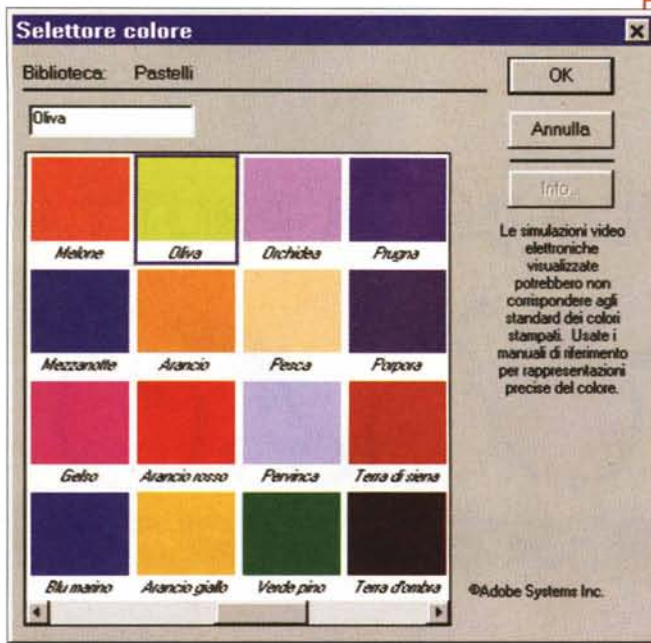 Selettore colore
Biblioteca: Pastelli
OK
Oliva
Annulla
Info...
Melone Oliva Orchidea Prugna
Mezzanotte Arancio Pesca Porpora
Gelso Arancio rosso Pervinca Terra di siena
Blu marino Arancio giallo Verde pino Terra d'ombra
Le simulazioni video
elettroniche
visualizzate
potrebbero non
corrispondere agli
standard dei colori
stampati. Usate i
manuali di riferimento
per rappresentazioni
precise del colore.
©Adobe Systems Inc.